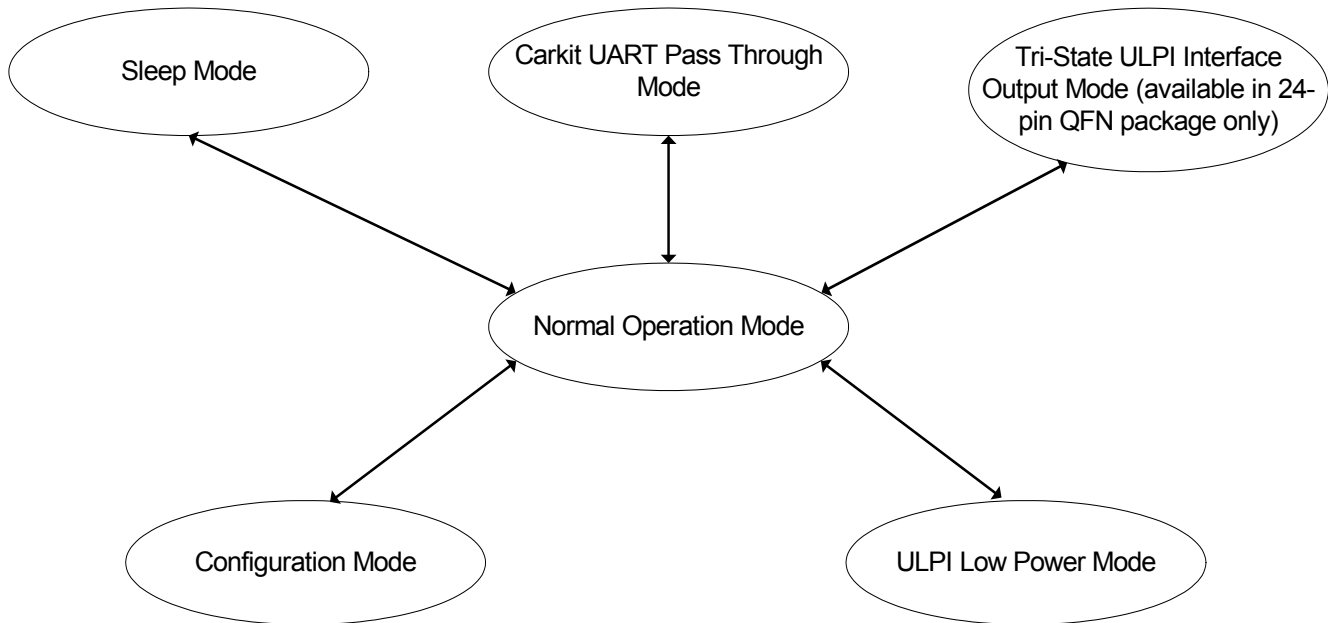 Sleep Mode
Carkit UART Pass Through
Mode
Tri-State ULPI Interface
Output Mode (available in 24-
pin QFN package only)
Normal Operation Mode
Configuration Mode
ULPI Low Power Mode